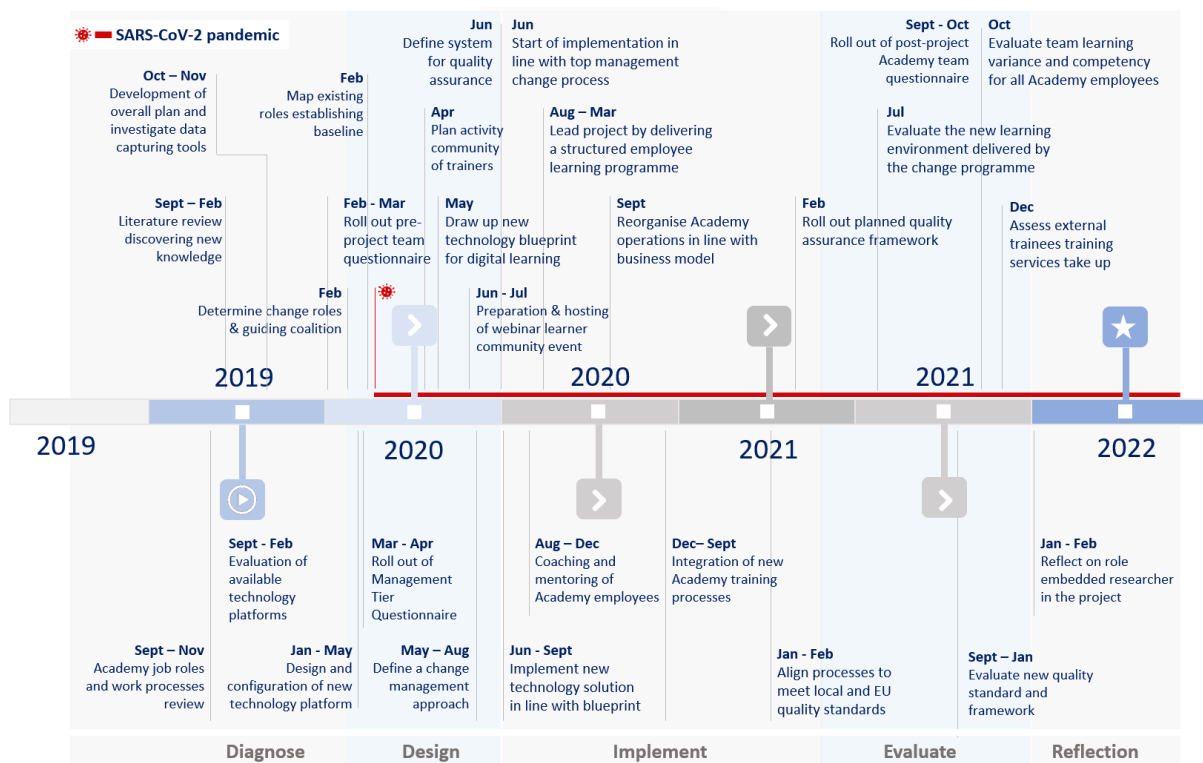 SARS-CoV-2 pandemic
Oct – Nov
Development of
overall plan and
investigate data
capturing tools
Feb
Map existing
roles establishing
baseline
Jun
Define system
for quality
assurance
Jun
Start of implementation in
line with top management
change process
Sept - Oct
Roll out of post-project
Academy team
questionnaire
Oct
Evaluate team learning
variance and competency
for all Academy employees
Apr
Plan activity
community
of trainers
Aug – Mar
Lead project by delivering
a structured employee
learning programme
Jul
Evaluate the new learning
environment delivered by
the change programme
Sept – Feb
Literature review
discovering new
knowledge
Feb - Mar
Roll out pre-
project team
questionnaire
May
Draw up new
technology blueprint
for digital learning
Sept
Reorganise Academy
operations in line with
business model
Feb
Roll out planned quality
assurance framework
Dec
Assess external
trainees training
services take up
Feb
Determine change roles
& guiding coalition
Jun - Jul
Preparation & hosting
of webinar learner
community event
2019
2020
2021
2019
2020
2021
2022
Sept - Feb
Evaluation of
available
technology
platforms
Mar - Apr
Roll out of
Management
Tier
Questionnaire
Aug – Dec
Coaching and
mentoring of
Academy employees
Dec– Sept
Integration of new
Academy training
processes
Jan - Feb
Reflect on role
embedded researcher
in the project
Sept – Nov
Academy job roles
and work processes
review
Jan - May
Design and
configuration of new
technology platform
May – Aug
Define a change
management
approach
Jun - Sept
Implement new
technology solution
in line with blueprint
Jan - Feb
Align processes to
meet local and EU
quality standards
Sept – Jan
Evaluate new quality
standard and
framework
Diagnose
Design
Implement
Evaluate
Reflection